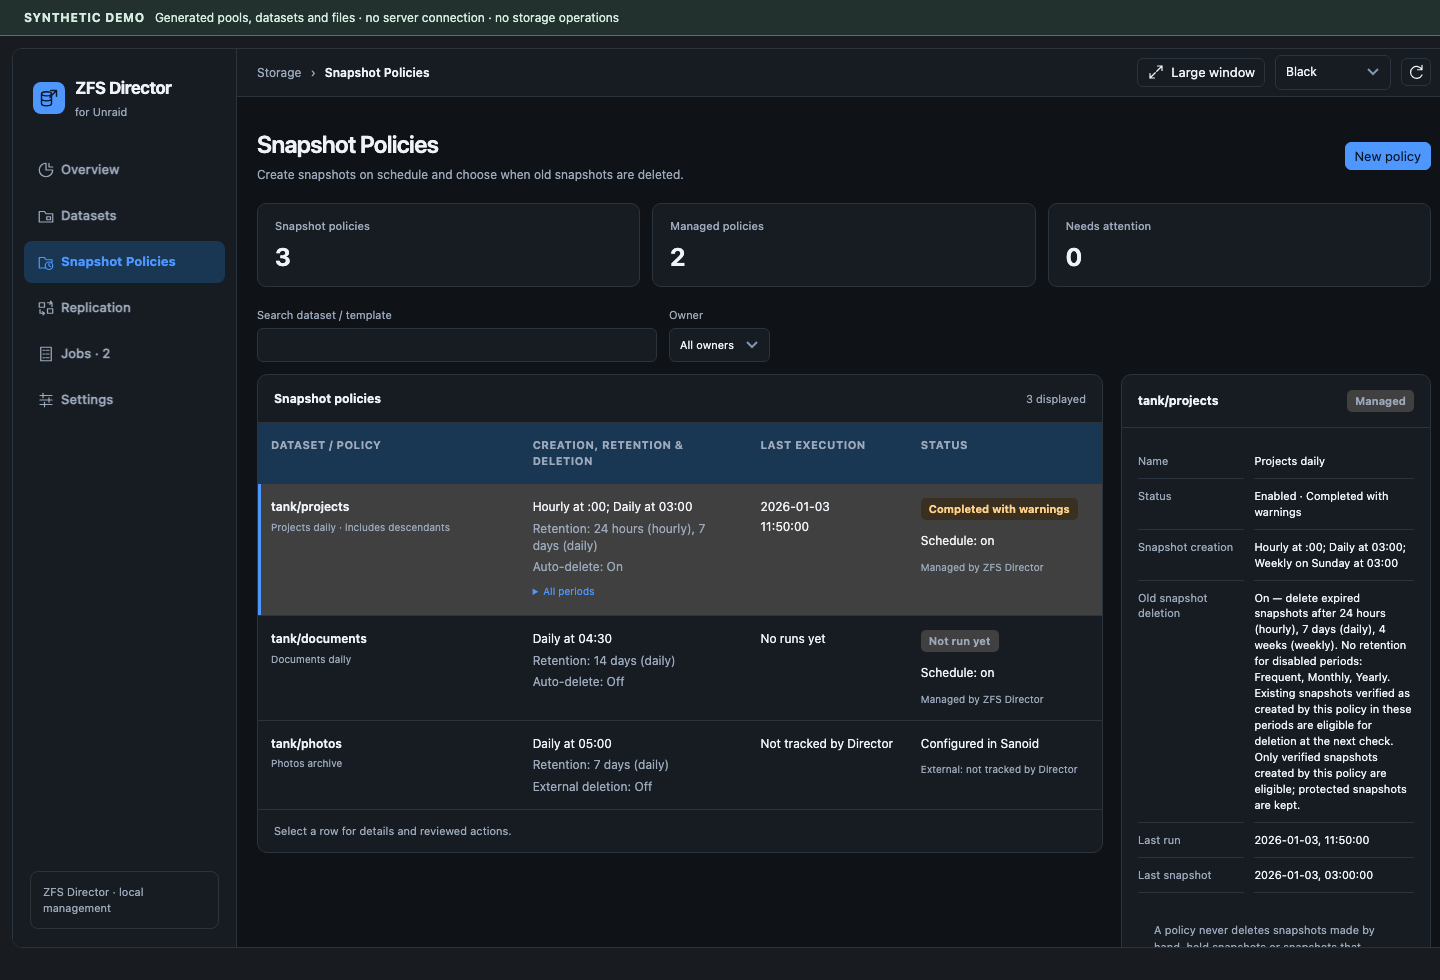 SYNTHETIC DEMO Generated pools, datasets and files · no server connection · no storage operations
ZFS Director
for Unraid
Overview
Datasets
Snapshot Policies
Replication
Jobs · 2
Settings
ZFS Director · local
management
Storage › Snapshot Policies
Large window
Black
Snapshot Policies
Create snapshots on schedule and choose when old snapshots are deleted.
New policy
Snapshot policies
3
Managed policies
2
Needs attention
0
Search dataset / template
Owner
All owners
Snapshot policies
3 displayed
DATASET / POLICY
CREATION, RETENTION &
DELETION
LAST EXECUTION
STATUS
tank/projects
Projects daily · includes descendants
Hourly at :00; Daily at 03:00
Retention: 24 hours (hourly), 7
days (daily)
Auto-delete: On
All periods
2026-01-03
11:50:00
Completed with warnings
Schedule: on
Managed by ZFS Director
tank/documents
Documents daily
Daily at 04:30
Retention: 14 days (daily)
Auto-delete: Off
No runs yet
Not run yet
Schedule: on
Managed by ZFS Director
tank/photos
Photos archive
Daily at 05:00
Retention: 7 days (daily)
External deletion: Off
Not tracked by Director
Configured in Sanoid
External: not tracked by Director
Select a row for details and reviewed actions.
tank/projects
Managed
Name
Projects daily
Status
Enabled · Completed with
warnings
Snapshot creation
Hourly at :00; Daily at 03:00;
Weekly on Sunday at 03:00
Old snapshot
deletion
On — delete expired
snapshots after 24 hours
(hourly), 7 days (daily), 4
weeks (weekly). No retention
for disabled periods:
Frequent, Monthly, Yearly.
Existing snapshots verified as
created by this policy in these
periods are eligible for
deletion at the next check.
Only verified snapshots
created by this policy are
eligible; protected snapshots
are kept.
Last run
2026-01-03, 11:50:00
Last snapshot
2026-01-03, 03:00:00
A policy never deletes snapshots made by
hand, held snapshots or snapshots that